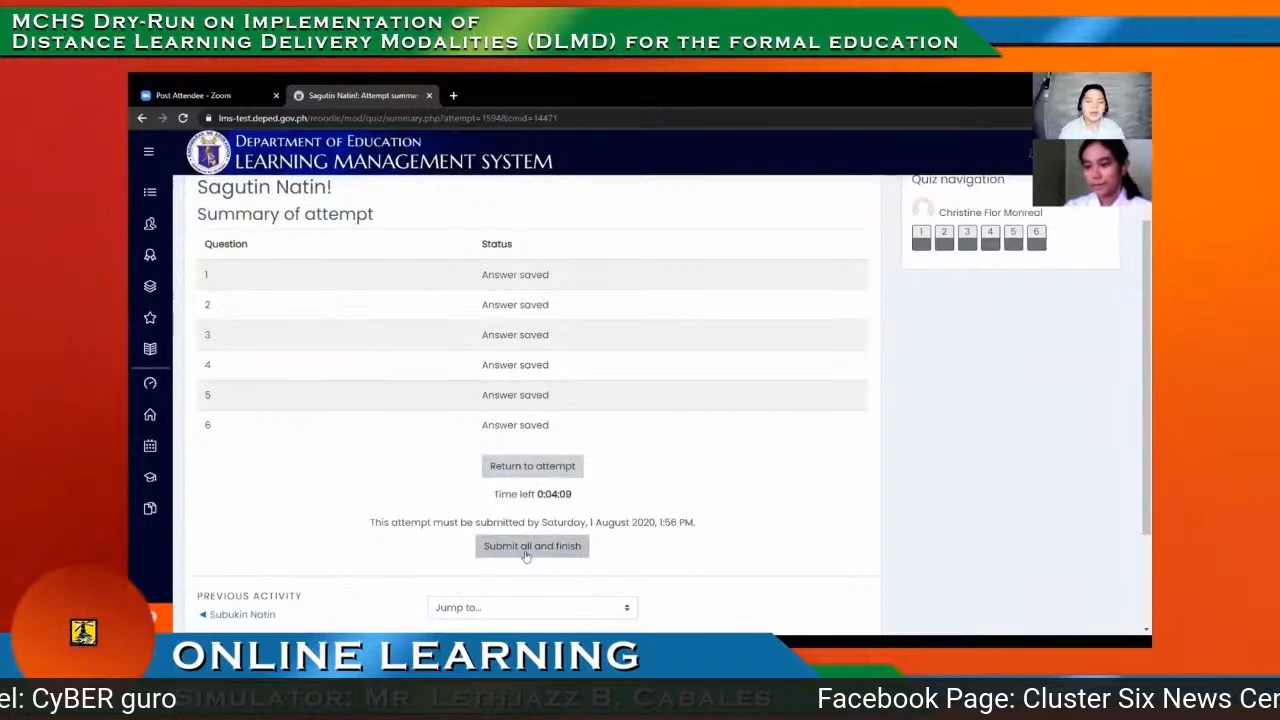 MCHS Dry-Run on Implementation of
Distance Learning Delivery Modalities (DLMD) for the formal education
Post Attendee - Zoom
Sagutin Natin!: Attempt summa
lms-test.deped.gov.ph/moodle/mod/quiz/summary.php?attempt=1594&cmid=14471
Department of Education
LEARNING MANAGEMENT SYSTEM
Sagutin Natin!
Summary of attempt
Question Status
1 Answer saved
2 Answer saved
3 Answer saved
4 Answer saved
5 Answer saved
6 Answer saved
Return to attempt
Time left 0:04:09
This attempt must be submitted by Saturday, 1 August 2020, 1:56 PM.
Submit all and finish
PREVIOUS ACTIVITY
◄ Subukin Natin
Jump to...
Quiz navigation
Christine Flor Monreal
1 2 3 4 5 6
ONLINE LEARNING
Simulator: Mr. Lethjazz B. Cabales
el: CyBER guro
Facebook Page: Cluster Six News Cen